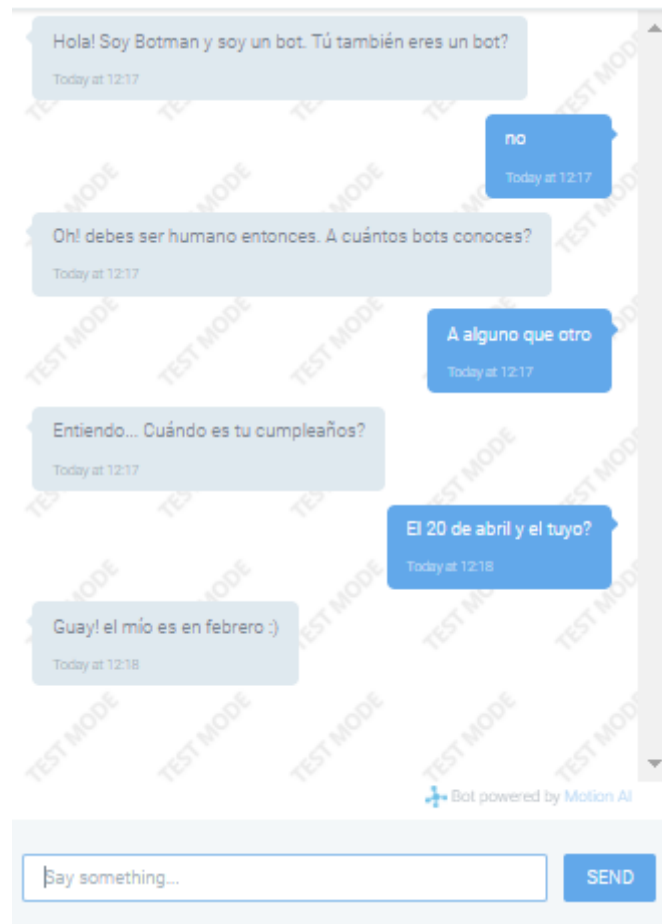 Hola! Soy Botman y soy un bot. Tú también eres un bot?
Today at 12:17
no
Today at 12:17
Oh! debes ser humano entonces. A cuántos bots conoces?
Today at 12:17
A alguno que otro
Today at 12:17
Entiendo... Cuándo es tu cumpleaños?
Today at 12:17
El 20 de abril y el tuyo?
Today at 12:18
Guay! el mío es en febrero :)
Today at 12:18
TEST MODE
Bot powered by Motion AI
Say something...
SEND